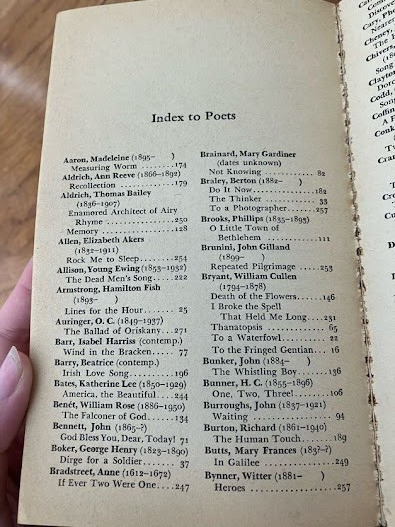 Index to Poets
Aaron, Madeleine (1895- )
Measuring Worm ........174
Aldrich, Ann Reeve (1866-1892)
Recollection ............179
Aldrich, Thomas Bailey
(1836-1907)
Enamored Architect of Airy
Rhyme .................250
Memory .................128
Allen, Elizabeth Akers
(1832-1911)
Rock Me to Sleep.........254
Allison, Young Ewing (1853-1932)
The Dead Men's Song....222
Armstrong, Hamilton Fish
(1893- )
Lines for the Hour....... 25
Auringer, O. C. (1849-1937)
The Ballad of Oriskany...271
Barr, Isabel Harriss (contemp.)
Wind in the Bracken..... 77
Barry, Beatrice (contemp.)
Irish Love Song..........196
Bates, Katherine Lee (1850-1929)
America, the Beautiful....244
Benét, William Rose (1886-1950)
The Falconer of God.....134
Bennett, John (1865-?)
God Bless You, Dear, Today! 71
Boker, George Henry (1823-1890)
Dirge for a Soldier....... 37
Bradstreet, Anne (1612-1672)
If Ever Two Were One....247
Brainard, Mary Gardiner
(dates unknown)
Not Knowing ............ 82
Braley, Berton (1882- )
Do It Now...............182
The Thinker ............ 33
To a Photographer.......257
Brooks, Phillips (1835-1893)
O Little Town of
Bethlehem .............111
Brunini, John Gilland
(1899- )
Repeated Pilgrimage .....253
Bryant, William Cullen
(1794-1878)
Death of the Flowers......146
I Broke the Spell
That Held Me Long....231
Thanatopsis ............ 65
To a Waterfowl.......... 22
To the Fringed Gentian... 16
Bunker, John (1884- )
The Whistling Boy.......136
Bunner, H. C. (1855-1896)
One, Two, Three!........106
Burroughs, John (1837-1921)
Waiting ................ 94
Burton, Richard (1861-1940)
The Human Touch.......189
Butts, Mary Frances (183?-?)
In Galilee ...............249
Bynner, Witter (1881- )
Heroes .................257